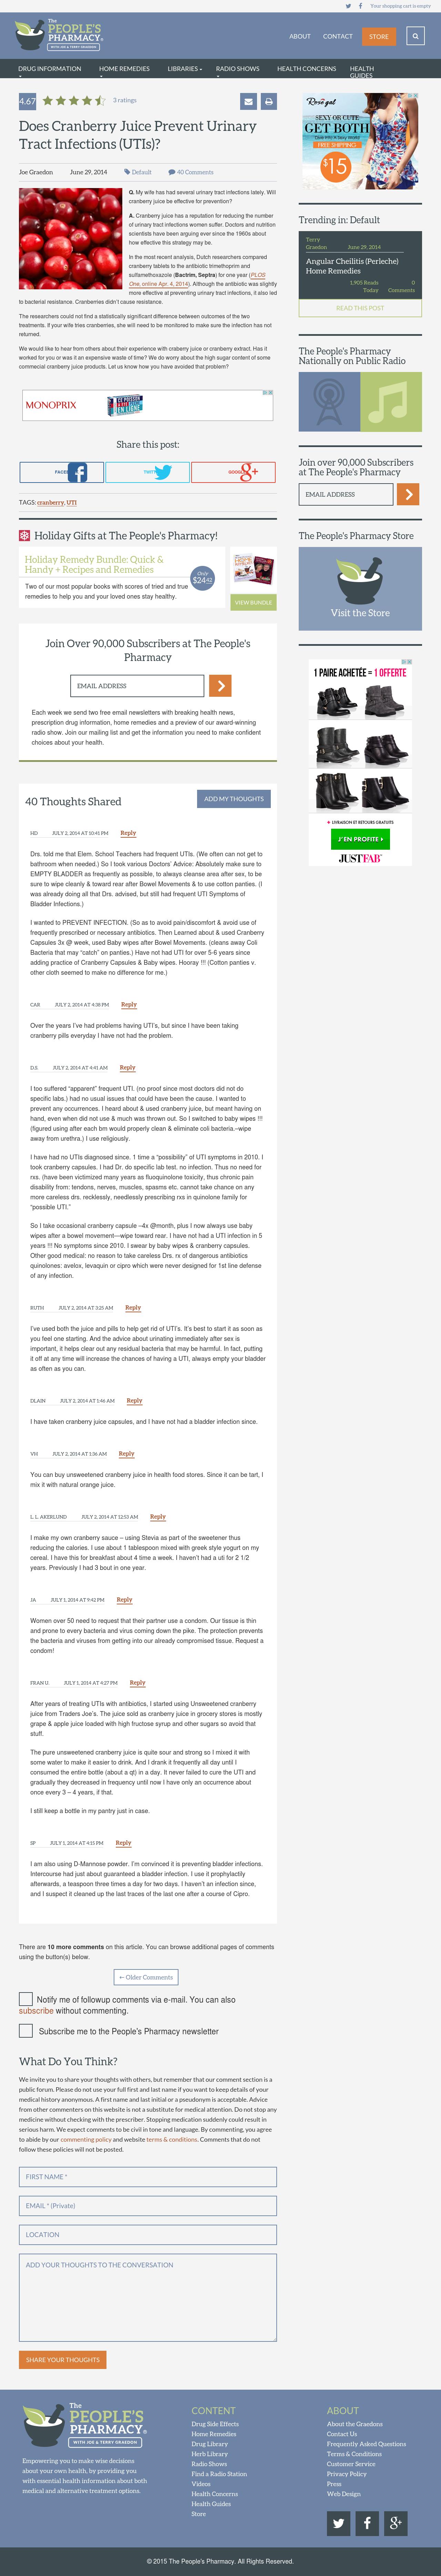 Your shopping cart is empty
The
PEOPLE'S
PHARMACY®
WITH JOE & TERRY GRAEDON
ABOUT
CONTACT
STORE
DRUG INFORMATION
HOME REMEDIES
LIBRARIES
RADIO SHOWS
HEALTH CONCERNS
HEALTH GUIDES
4.67
3 ratings
Does Cranberry Juice Prevent Urinary
Tract Infections (UTIs)?
Joe Graedon
June 29, 2014
Default
40 Comments
Q. My wife has had several urinary tract infections lately. Will
cranberry juice be effective for prevention?
A. Cranberry juice has a reputation for reducing the number
of urinary tract infections women suffer. Doctors and nutrition
scientists have been arguing ever since the 1960s about
how effective this strategy may be.
In the most recent analysis, Dutch researchers compared
cranberry tablets to the antibiotic trimethoprim and
sulfamethoxazole (Bactrim, Septra) for one year (PLOS
One, online Apr. 4, 2014). Although the antibiotic was slightly
more effective at preventing urinary tract infections, it also led
to bacterial resistance. Cranberries didn't cause resistance.
The researchers could not find a statistically significant difference between outcomes of the two
treatments. If your wife likes cranberries, she will need to be patient to see if the infection has not
returned.
We would like to hear from others about their experience with cranberries or cranberry extract. Has it
worked for you or was it an expensive waste? Were you concerned about the high sugar content of some
commercial cranberry juice products. Let us know how you have avoided that problem?
MONOPRIX
Share this post:
FACEB
TWITT
GOOGL
TAGS: cranberry, UTI
Holiday Gifts at The People's Pharmacy!
Holiday Remedy Bundle: Quick &
Handy + Recipes and Remedies
Two of our most popular books with scores of tried and true
remedies to help you and your loved ones stay healthy.
Only
$24.42
VIEW BUNDLE
Join Over 90,000 Subscribers at The People's
Pharmacy
EMAIL ADDRESS
Each week we send two free email newsletters with breaking health news,
prescription drug information, home remedies and a preview of our award-winning
radio show. Join our mailing list and get the information you need to make confident
choices about your health.
40 Thoughts Shared
ADD MY THOUGHTS
HD JULY 2, 2014 AT 10:41 PM Reply
Drs. told me that Elem. School Teachers had frequent UTIs. (We often can not get to
bathroom when needed.) So I took various Doctors' Advice: Absolutely make sure to
EMPTY BLADDER as frequently as possible, to always cleanse area after sex, to be
sure to wipe cleanly & toward rear after Bowel Movements & to use cotton panties. (I
was already doing all that Drs. advised, but still had frequent UTI Symptoms of
Bladder Infections.)
I wanted to PREVENT INFECTION. (So as to avoid pain/discomfort & avoid use of
frequently prescribed or necessary antibiotics. Then Learned about & used Cranberry
Capsules 3x @ week, used Baby wipes after Bowel Movements. (cleans away Coli
Bacteria that may "catch" on panties.) Have not had UTI for over 5-6 years since
adding practice of Cranberry Capsules & Baby wipes. Hooray !!! (Cotton panties v.
other cloth seemed to make no difference for me.)
CAR JULY 2, 2014 AT 4:38 PM Reply
Over the years I've had problems having UTI's, but since I have been taking
cranberry pills everyday I have not had the problem.
D.S. JULY 2, 2014 AT 4:41 AM Reply
I too suffered "apparent" frequent UTI. (no proof since most doctors did not do
specific labs.) had no usual issues that could have been the cause. I wanted to
prevent any occurrences. I heard about & used cranberry juice, but meant having on
hand, even when did not use & much was thrown out. So I switched to baby wipes !!!
(figured using after each bm would properly clean & eliminate coli bacteria,–wipe
away from urethra.) I use religiously.
I have had no UTIs diagnosed since. 1 time a "possibility" of UTI symptoms in 2010. I
took cranberry capsules. I had Dr. do specific lab test. no infection. Thus no need for
rxs. (have been victimized many years as fluoquinolone toxicity, thus chronic pain
disability from: tendons, nerves, muscles, spasms etc. cannot take chance on any
more careless drs. recklessly, needlessly prescribing rxs in quinolone family for
"possible UTI."
So I take occasional cranberry capsule –4x @month, plus I now always use baby
wipes after a bowel movement—wipe toward rear. I have not had a UTI infection in 5
years !!! No symptoms since 2010. I swear by baby wipes & cranberry capsules.
Other good medical: non reason to take careless Drs. rx of dangerous antibiotics
quinolones: avelox, levaquin or cipro which were never designed for 1st line defense
of any infection.
RUTH JULY 2, 2014 AT 3:25 AM Reply
I've used both the juice and pills to help get rid of UTI's. It's best to start it as soon as
you feel one starting. And the advice about urinating immediately after sex is
important, it helps clear out any residual bacteria that may be harmful. In fact, putting
it off at any time will increase the chances of having a UTI, always empty your bladder
as often as you can.
DLAIN JULY 2, 2014 AT 1:46 AM Reply
I have taken cranberry juice capsules, and I have not had a bladder infection since.
VH JULY 2, 2014 AT 1:36 AM Reply
You can buy unsweetened cranberry juice in health food stores. Since it can be tart, I
mix it with natural orange juice.
L. L. AKERLUND JULY 2, 2014 AT 12:53 AM Reply
I make my own cranberry sauce – using Stevia as part of the sweetener thus
reducing the calories. I use about 1 tablespoon mixed with greek style yogurt on my
cereal. I have this for breakfast about 4 time a week. I haven't had a uti for 2 1/2
years. Previously I had 3 bout in one year.
JA JULY 1, 2014 AT 9:42 PM Reply
Women over 50 need to request that their partner use a condom. Our tissue is thin
and prone to every bacteria and virus coming down the pike. The protection prevents
the bacteria and viruses from getting into our already compromised tissue. Request a
condom!
FRAN U. JULY 1, 2014 AT 4:27 PM Reply
After years of treating UTIs with antibiotics, I started using Unsweetened cranberry
juice from Traders Joe's. The juice sold as cranberry juice in grocery stores is mostly
grape & apple juice loaded with high fructose syrup and other sugars so avoid that
stuff.
The pure unsweetened cranberry juice is quite sour and strong so I mixed it with
some water to make it easier to drink. And I drank it frequently all day until I
consumed the entire bottle (about a qt) in a day. It never failed to cure the UTI and
gradually decreased in frequency until now I have only an occurrence about
once every 3 – 4 years, if that.
I still keep a bottle in my pantry just in case.
SP JULY 1, 2014 AT 4:15 PM Reply
I am also using D-Mannose powder. I'm convinced it is preventing bladder infections.
Intercourse had just about guaranteed a bladder infection. I use it prophylactily
afterwards, a teaspoon three times a day for two days. I haven't had an infection
since, and I suspect it cleared up the last traces of the last one after a course of Cipro.
There are 10 more comments on this article. You can browse additional pages of comments
using the button(s) below.
← Older Comments
Notify me of followup comments via e-mail. You can also
subscribe without commenting.
Subscribe me to the People's Pharmacy newsletter
What Do You Think?
We invite you to share your thoughts with others, but remember that our comment section is a
public forum. Please do not use your full first and last name if you want to keep details of your
medical history anonymous. A first name and last initial or a pseudonym is acceptable. Advice
from other commenters on this website is not a substitute for medical attention. Do not stop any
medicine without checking with the prescriber. Stopping medication suddenly could result in
serious harm. We expect comments to be civil in tone and language. By commenting, you agree
to abide by our commenting policy and website terms & conditions. Comments that do not
follow these policies will not be posted.
FIRST NAME *
EMAIL * (Private)
LOCATION
ADD YOUR THOUGHTS TO THE CONVERSATION
SHARE YOUR THOUGHTS
Rosegal
SO CUTE SO
GET BOTH
$15
Trending in: Default
Terry
Graedon
June 29, 2014
Angular Cheilitis (Perleche)
Home Remedies
1,905 Reads
Today
0
Comments
READ THIS POST
The People's Pharmacy
Nationally on Public Radio
Join over 90,000 Subscribers
at The People's Pharmacy
EMAIL ADDRESS
The People's Pharmacy Store
Visit the Store
1 PAIRE ACHETÉE = 1 OFFERTE
LIVRAISON ET RETOURS GRATUITS
J'EN PROFITE
JUSTFAB
The
PEOPLE'S
PHARMACY®
WITH JOE & TERRY GRAEDON
Empowering you to make wise decisions
about your own health, by providing you
with essential health information about both
medical and alternative treatment options.
CONTENT
Drug Side Effects
Home Remedies
Drug Library
Herb Library
Radio Shows
Find a Radio Station
Videos
Health Concerns
Health Guides
Store
ABOUT
About the Graedons
Contact Us
Frequently Asked Questions
Terms & Conditions
Customer Service
Privacy Policy
Press
Web Design
© 2015 The People's Pharmacy. All Rights Reserved.